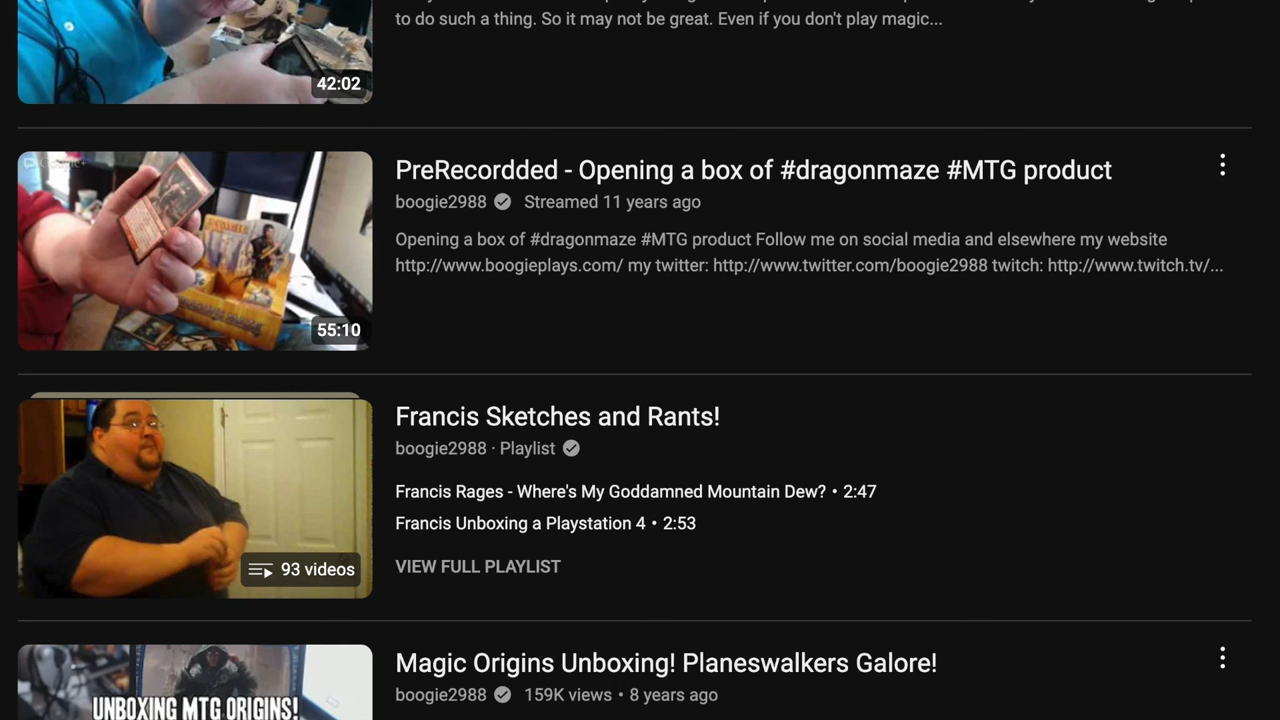 to do such a thing. So it may not be great. Even if you don't play magic...
42:02
PreRecordded - Opening a box of #dragonmaze #MTG product
boogie2988 Streamed 11 years ago
Opening a box of #dragonmaze #MTG product Follow me on social media and elsewhere my website
http://www.boogieplays.com/ my twitter: http://www.twitter.com/boogie2988 twitch: http://www.twitch.tv/...
55:10
Francis Sketches and Rants!
boogie2988 · Playlist
Francis Rages - Where's My Goddamned Mountain Dew? • 2:47
Francis Unboxing a Playstation 4 • 2:53
93 videos
VIEW FULL PLAYLIST
Magic Origins Unboxing! Planeswalkers Galore!
boogie2988 159K views • 8 years ago
UNBOXING MTG ORIGINS!